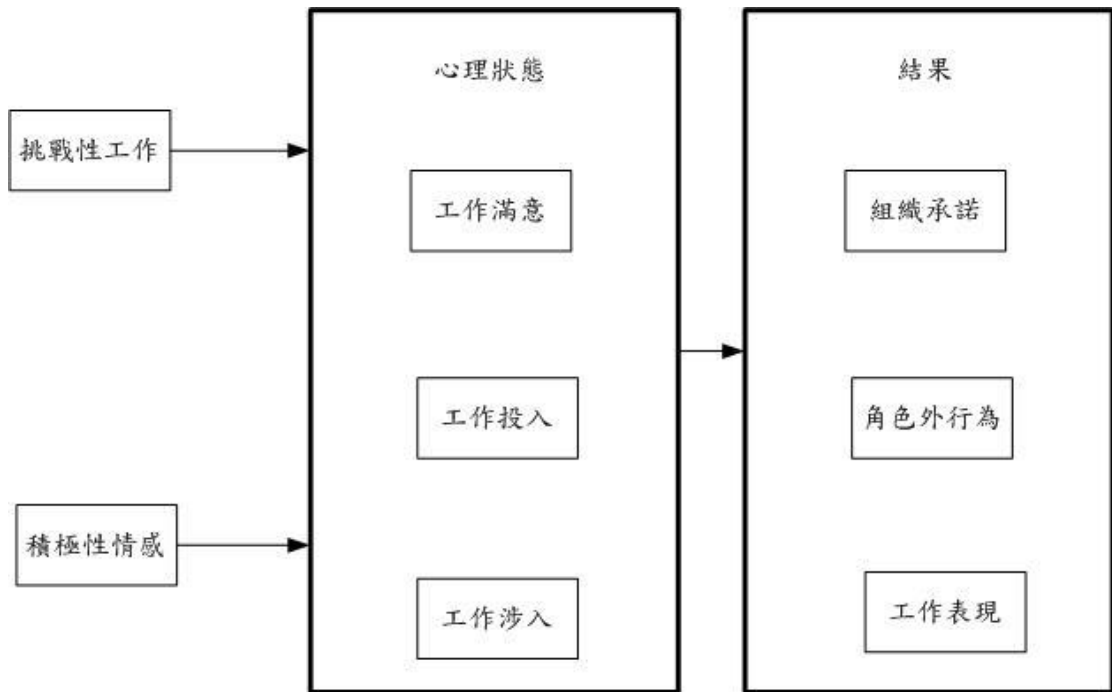 挑戰性工作
積極性情感
心理狀態
工作滿意
工作投入
工作涉入
結果
組織承諾
角色外行為
工作表現